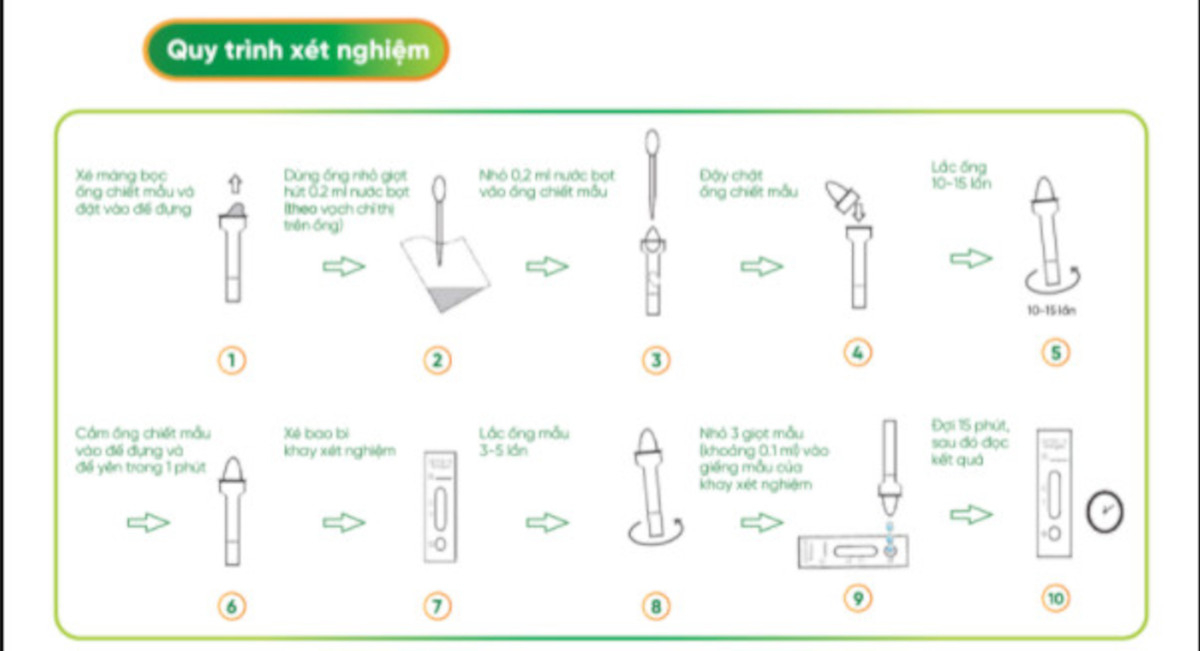 Quy trình xét nghiệm
Xé màng bọc
ống chiết mẫu và
đặt vào đế đựng
Dùng ống nhỏ giọt
hút 0.2 ml nước bọt
(theo vạch chỉ thị
trên ống)
Nhỏ 0,2 ml nước bọt
vào ống chiết mẫu
Đậy chặt
ống chiết mẫu
Lắc ống
10-15 lần
10-15 lần
1
2
3
4
5
Cắm ống chiết mẫu
vào đế đựng và
để yên trong 1 phút
Xé bao bì
khay xét nghiệm
Lắc ống mẫu
3-5 lần
Nhỏ 3 giọt mẫu
(khoảng 0.1 ml) vào
giếng mẫu của
khay xét nghiệm
Đợi 15 phút,
sau đó đọc
kết quả
6
7
8
9
10